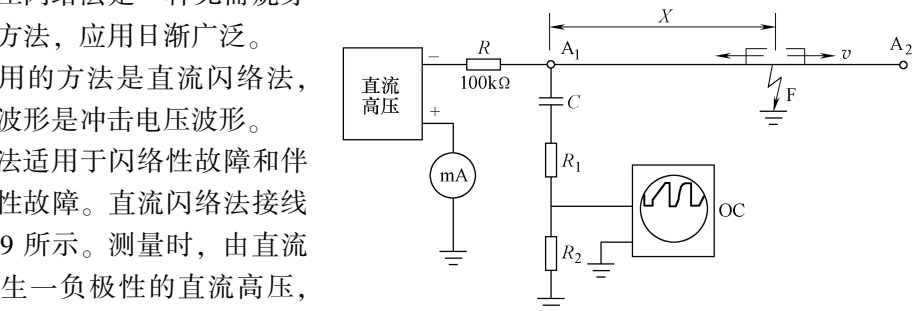 生闪络法是一种无需烧穿
方法，应用日渐广泛。
用的方法是直流闪络法，
波形是冲击电压波形。
法适用于闪络性故障和伴
性故障。直流闪络法接线
9 所示。测量时，由直流
生一负极性的直流高压，
X
直流
高压
−
+
R
100kΩ
A₁
v
A₂
F
C
mA
R₁
R₂
OC